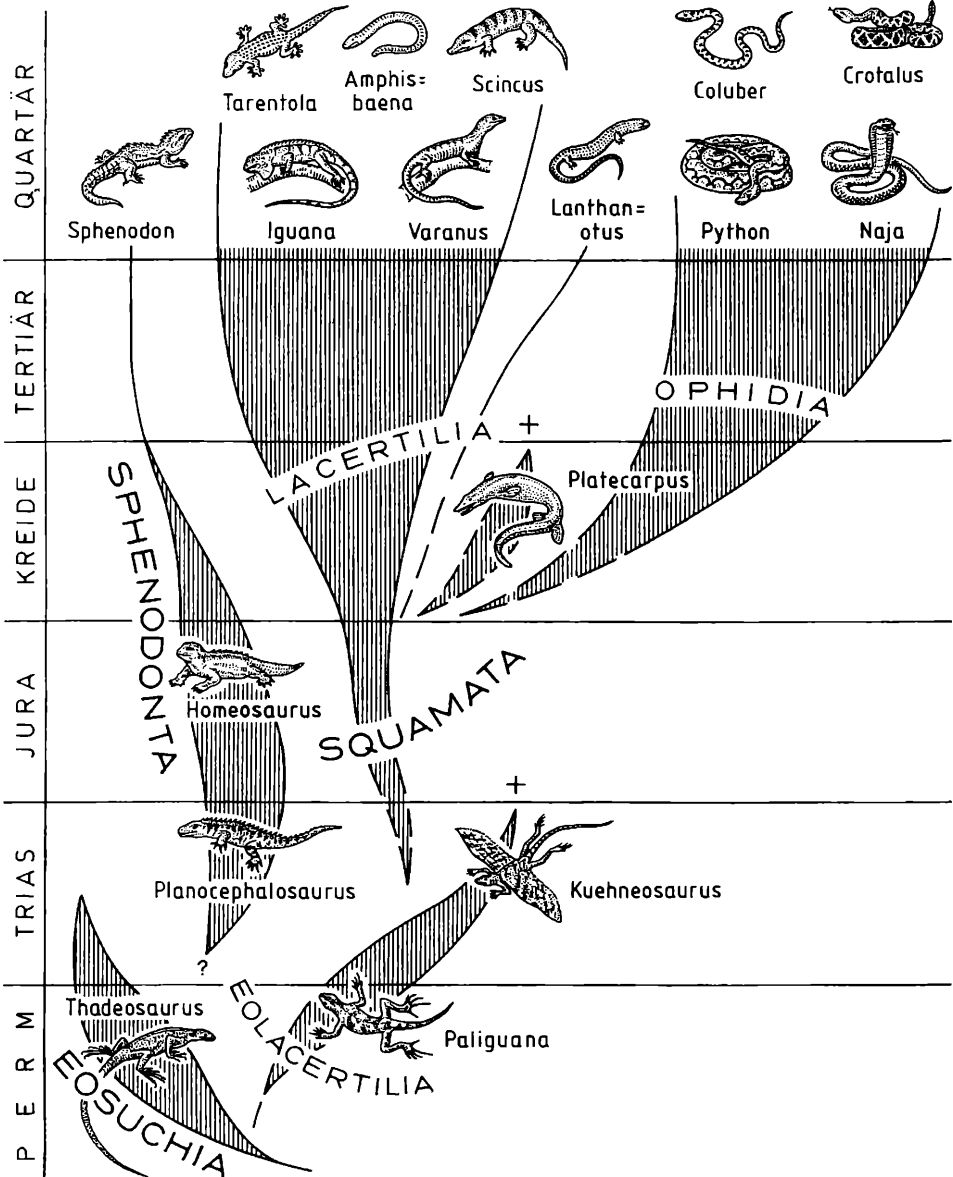 QUARTÄR
Tarentola
Amphis=
baena
Scincus
Coluber
Crotalus
Sphenodon
Iguana
Varanus
Lanthan=
otus
Python
Naja
TERTIÄR
OPHIDIA
LACERTILIA
+
KREIDE
SPHENODONTA
Platecarpus
JURA
Homeosaurus
SQUAMATA
+
TRIAS
Planocephalosaurus
Kuehneosaurus
?
PERM
Thadeosaurus
EOLACERTILIA
Paliguana
EOSUCHIA